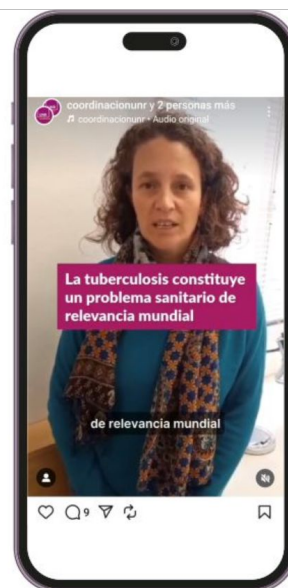 coordinacionunr y 2 personas más
coordinacionunr • Audio original
La tuberculosis constituye
un problema sanitario de
relevancia mundial
de relevancia mundial
9